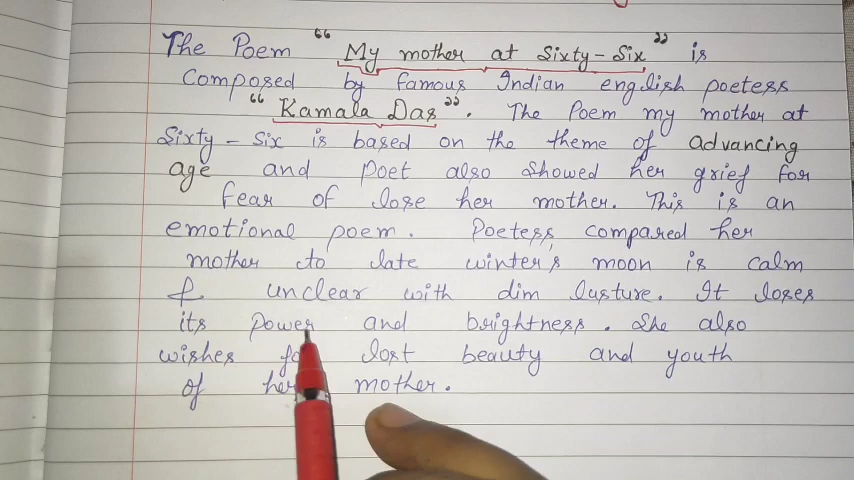 The Poem "My mother at Sixty-Six" is
Composed by famous Indian english poetess
"Kamala Das". The Poem my mother at
Sixty-Six is based on the theme of advancing
age and poet also showed her grief for
fear of lose her mother. This is an
emotional poem. Poetess, compared her
mother to late winter's moon is calm
& unclear with dim lusture. It loses
its power and brightness. She also
wishes lost beauty and youth
of mother.